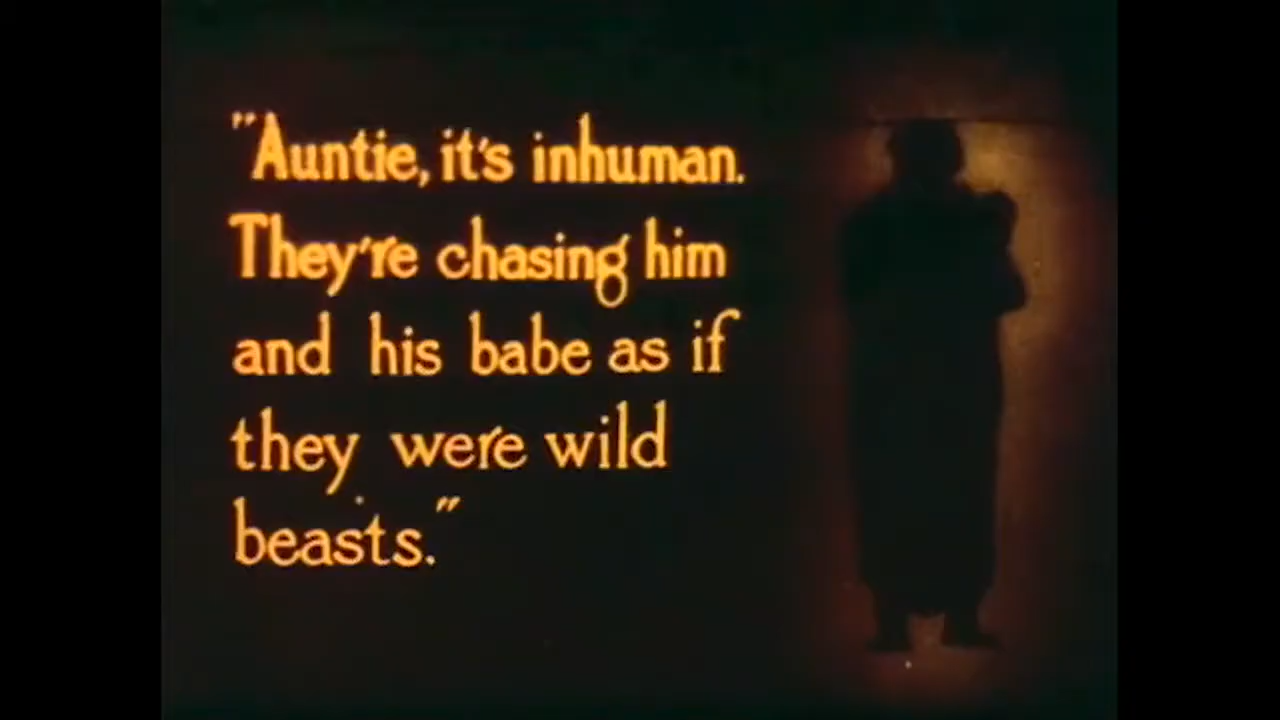 "Auntie, it's inhuman.
They're chasing him
and his babe as if
they were wild
beasts."